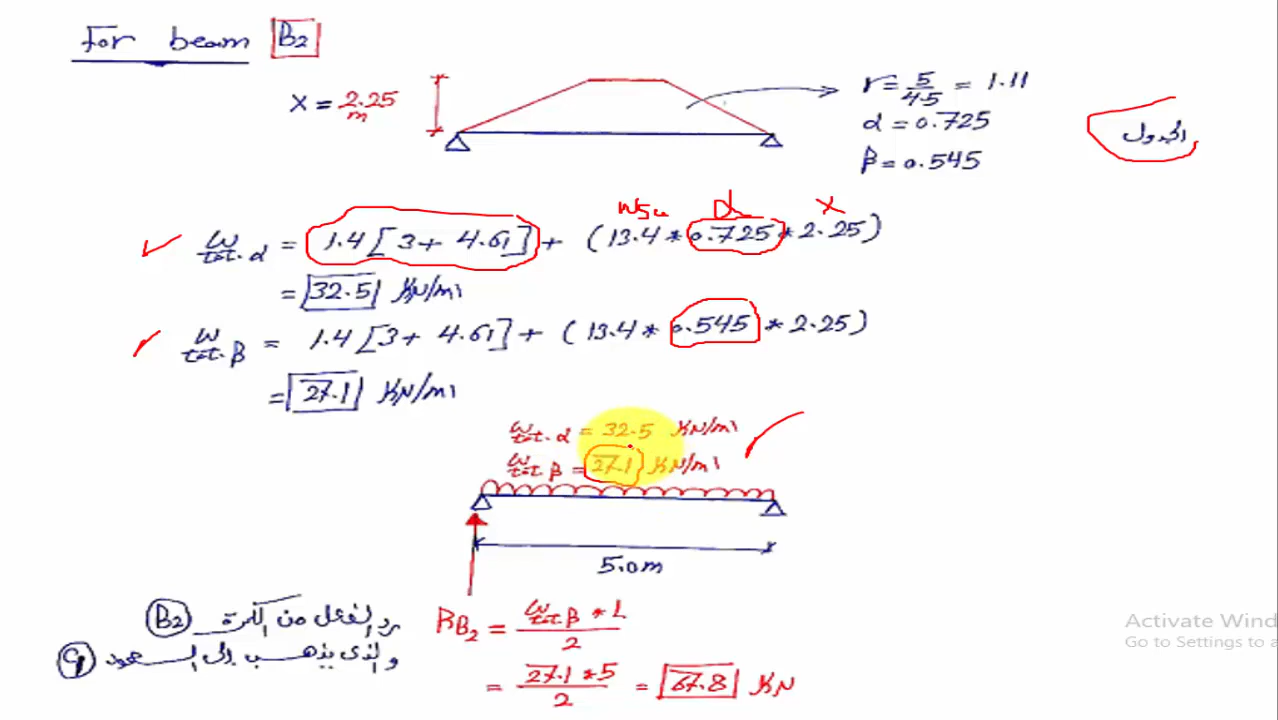 For beam B2
X = 2.25 m
r = 5/4.5 = 1.11
α = 0.725
β = 0.545
الجدول
wsu α X
ω tot.α = 1.4 [3 + 4.61] + (13.4 * 0.725 * 2.25)
= 32.5 KN/m\
ω tot.β = 1.4 [3 + 4.61] + (13.4 * 0.545 * 2.25)
= 27.1 KN/m\
ω tot.α = 32.5 KN/m\
ω tot β = 27.1 KN/m\
5.0m
رد الفعل من الكمرة B2
والذى يذهب إلى العمود
RB2 = ω tot β * L / 2
= 27.1 * 5 / 2 = 67.8 KN
Activate Wind
Go to Settings to a